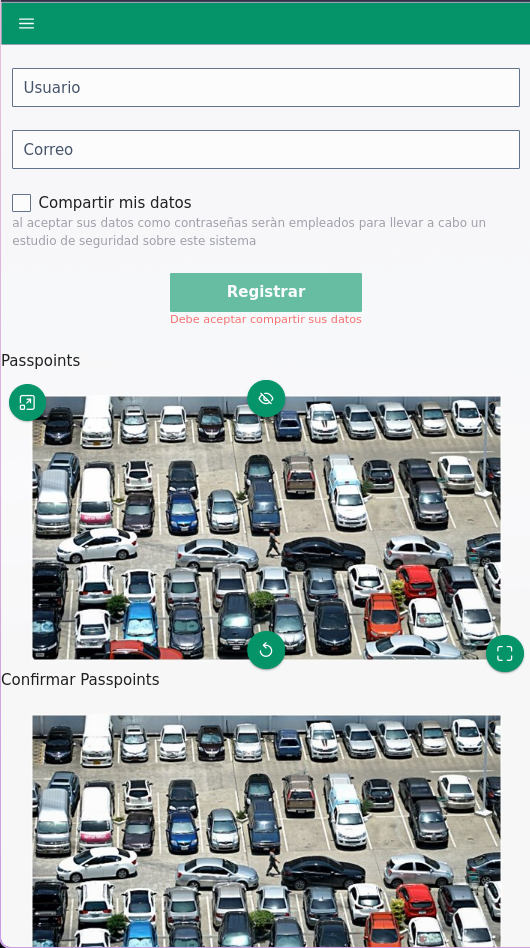 Usuario
Correo
Compartir mis datos
al aceptar sus datos como contraseñas seràn empleados para llevar a cabo un
estudio de seguridad sobre este sistema
Registrar
Debe aceptar compartir sus datos
Passpoints
Confirmar Passpoints